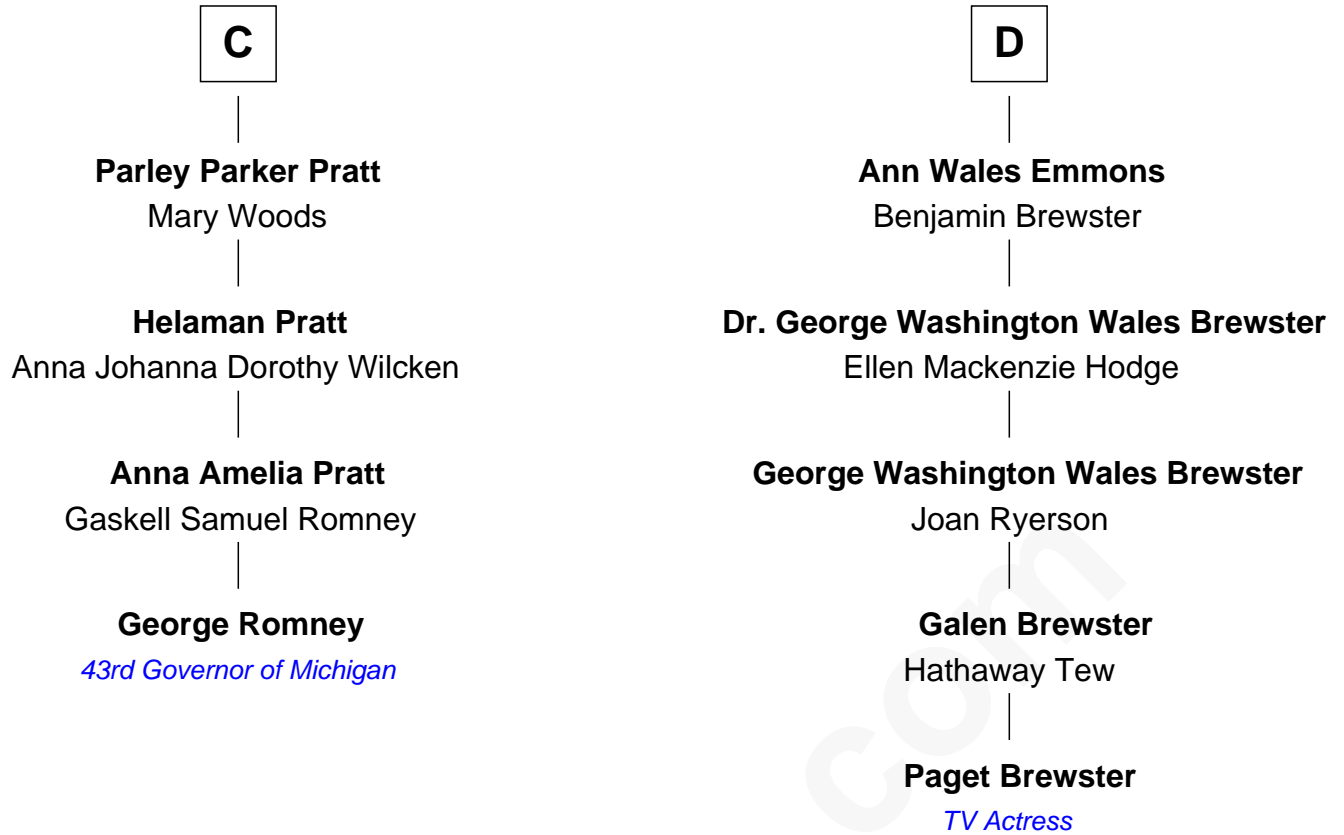 C
Parley Parker Pratt
Mary Woods
Helaman Pratt
Anna Johanna Dorothy Wilcken
Anna Amelia Pratt
Gaskell Samuel Romney
George Romney
43rd Governor of Michigan
D
Ann Wales Emmons
Benjamin Brewster
Dr. George Washington Wales Brewster
Ellen Mackenzie Hodge
George Washington Wales Brewster
Joan Ryerson
Galen Brewster
Hathaway Tew
Paget Brewster
TV Actress
com